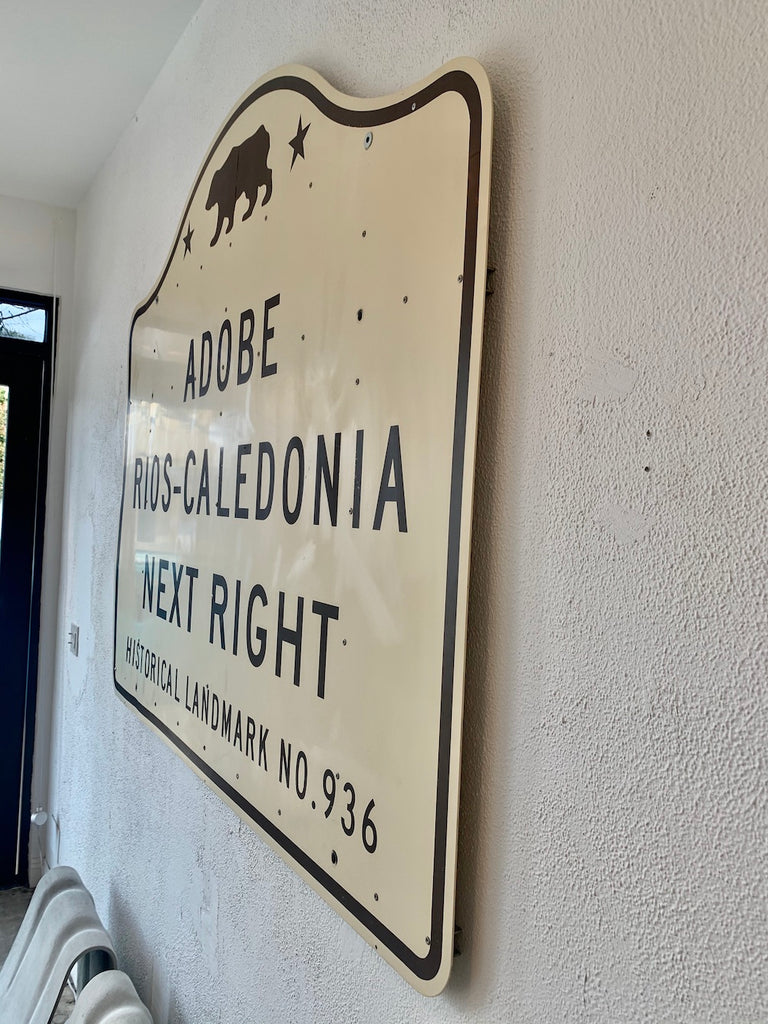 ADOBE
RIOS-CALEDONIA
NEXT RIGHT
HISTORICAL LANDMARK NO. 936